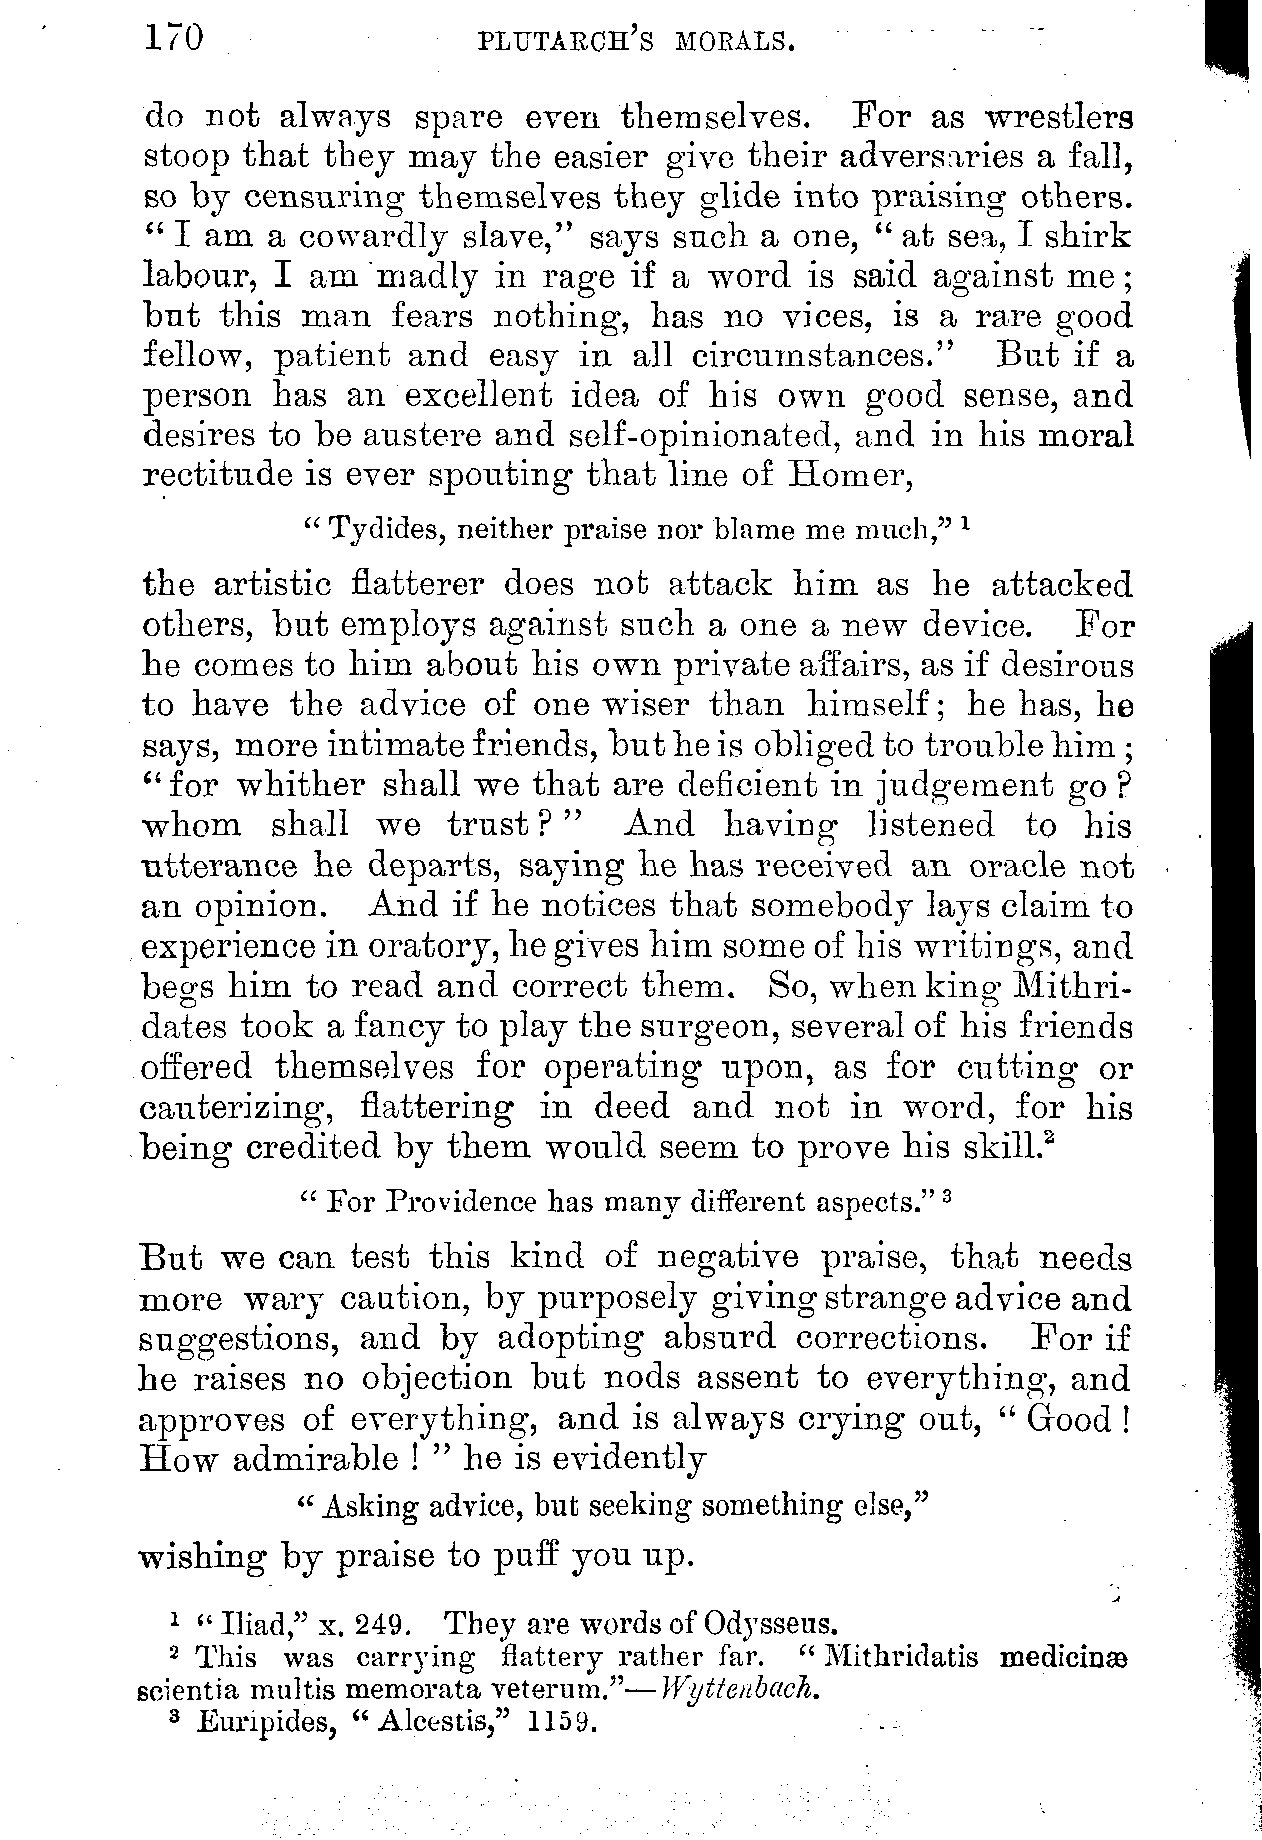 170 PLUTARCH'S MORALS.
do not always spare even themselves. For as wrestlers
stoop that they may the easier give their adversaries a fall,
so by censuring themselves they glide into praising others.
“ I am a cowardly slave,” says such a one, “ at sea, I shirk
labour, I am madly in rage if a word is said against me ;
but this man fears nothing, has no vices, is a rare good
fellow, patient and easy in all circumstances.” But if a
person has an excellent idea of his own good sense, and
desires to be austere and self-opinionated, and in his moral
rectitude is ever spouting that line of Homer,
“ Tydides, neither praise nor blame me much,” ¹
the artistic flatterer does not attack him as he attacked
others, but employs against such a one a new device. For
he comes to him about his own private affairs, as if desirous
to have the advice of one wiser than himself ; he has, he
says, more intimate friends, but he is obliged to trouble him ;
“ for whither shall we that are deficient in judgement go ?
whom shall we trust ? ” And having listened to his
utterance he departs, saying he has received an oracle not
an opinion. And if he notices that somebody lays claim to
experience in oratory, he gives him some of his writings, and
begs him to read and correct them. So, when king Mithri-
dates took a fancy to play the surgeon, several of his friends
offered themselves for operating upon, as for cutting or
cauterizing, flattering in deed and not in word, for his
being credited by them would seem to prove his skill.²
“ For Providence has many different aspects.” ³
But we can test this kind of negative praise, that needs
more wary caution, by purposely giving strange advice and
suggestions, and by adopting absurd corrections. For if
he raises no objection but nods assent to everything, and
approves of everything, and is always crying out, “ Good !
How admirable ! ” he is evidently
“ Asking advice, but seeking something else,”
wishing by praise to puff you up.
¹ “ Iliad,” x. 249. They are words of Odysseus.
² This was carrying flattery rather far. “ Mithridatis medicinæ
scientia multis memorata veterum.”—Wyttenbach.
³ Euripides, “ Alcestis,” 1159.